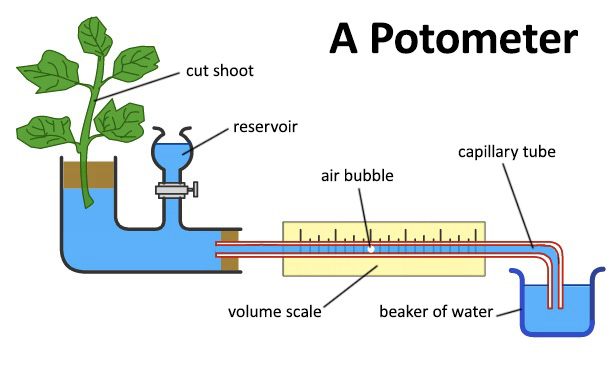 A Potometer
cut shoot
reservoir
capillary tube
air bubble
volume scale
beaker of water